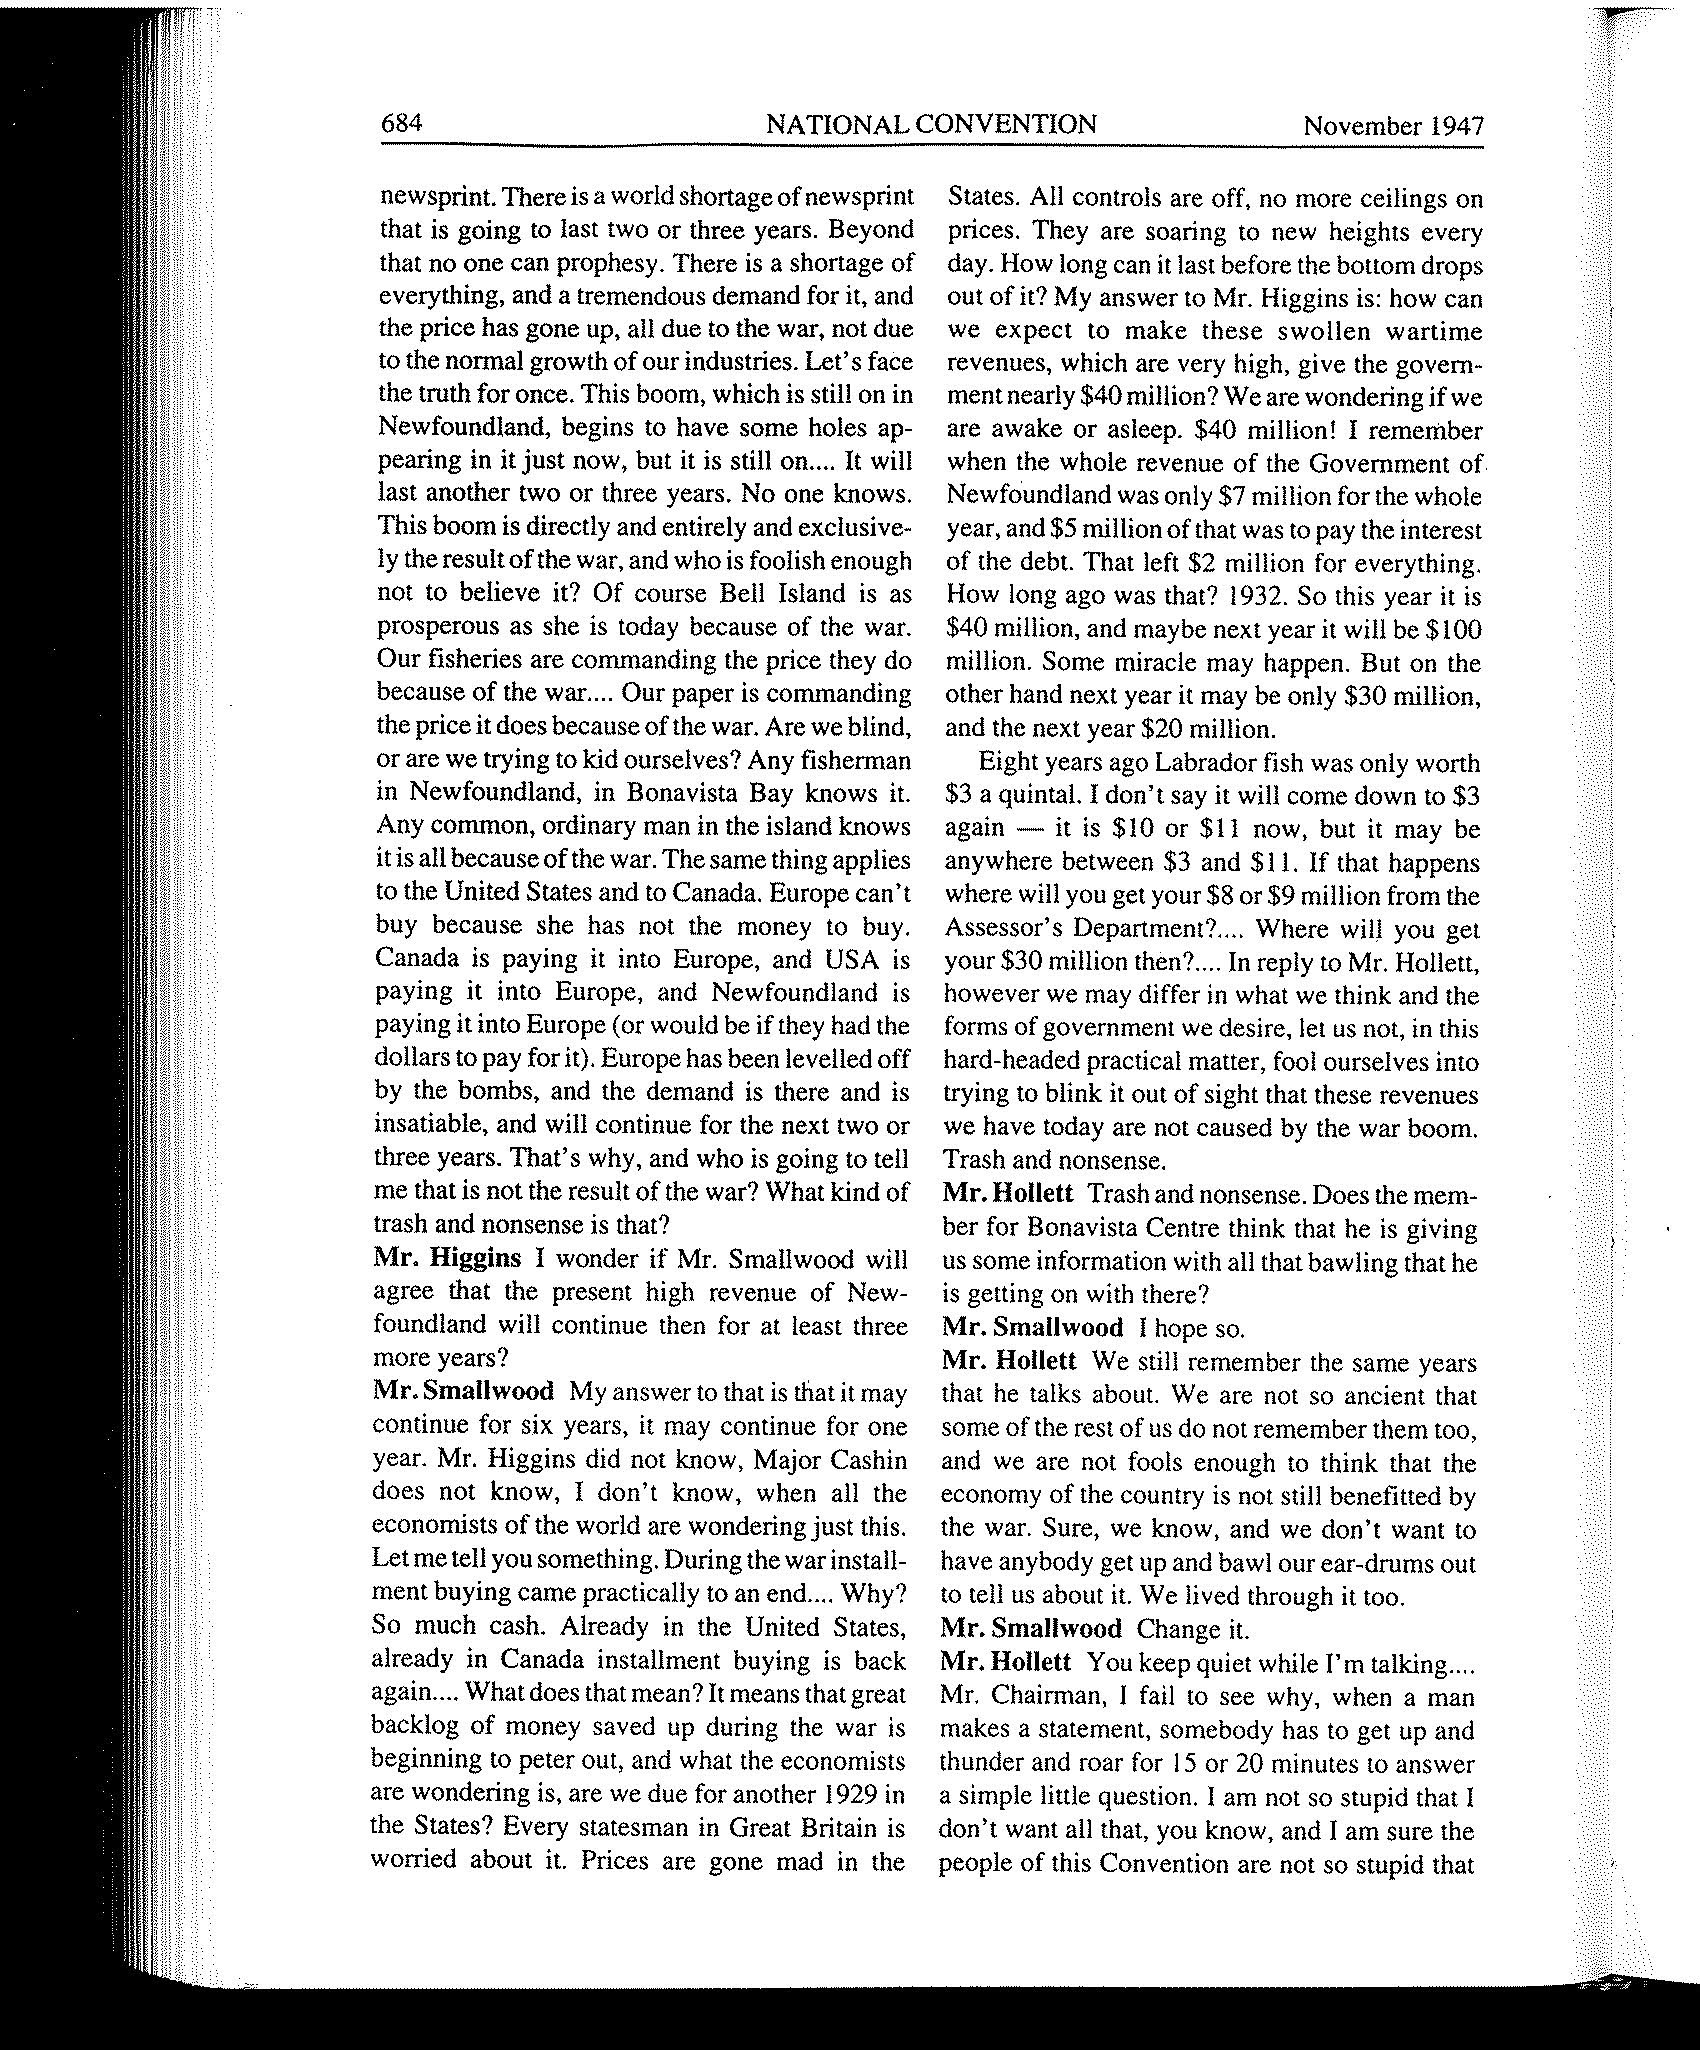 684 NATIONAL CONVENTION November 1947
newsprint. There is a world shortage of newsprint
that is going to last two or three years. Beyond
that no one can prophesy. There is a shortage of
everything, and a tremendous demand for it, and
the price has gone up, all due to the war, not due
to the normal growth of our industries. Let's face
the truth for once. This boom, which is still on in
Newfoundland, begins to have some holes ap-
pearing in it just now, but it is still on.... It will
last another two or three years. No one knows.
This boom is directly and entirely and exclusive-
ly the result of the war, and who is foolish enough
not to believe it? Of course Bell Island is as
prosperous as she is today because of the war.
Our fisheries are commanding the price they do
because of the war.... Our paper is commanding
the price it does because of the war. Are we blind,
or are we trying to kid ourselves? Any fisherman
in Newfoundland, in Bonavista Bay knows it.
Any common, ordinary man in the island knows
it is all because of the war. The same thing applies
to the United States and to Canada. Europe can't
buy because she has not the money to buy.
Canada is paying it into Europe, and USA is
paying it into Europe, and Newfoundland is
paying it into Europe (or would be if they had the
dollars to pay for it). Europe has been levelled off
by the bombs, and the demand is there and is
insatiable, and will continue for the next two or
three years. That's why, and who is going to tell
me that is not the result of the war? What kind of
trash and nonsense is that?
Mr. Higgins I wonder if Mr. Smallwood will
agree that the present high revenue of New-
foundland will continue then for at least three
more years?
Mr. Smallwood My answer to that is that it may
continue for six years, it may continue for one
year. Mr. Higgins did not know, Major Cashin
does not know, I don't know, when all the
economists of the world are wondering just this.
Let me tell you something. During the war install-
ment buying came practically to an end.... Why?
So much cash. Already in the United States,
already in Canada installment buying is back
again.... What does that mean? It means that great
backlog of money saved up during the war is
beginning to peter out, and what the economists
are wondering is, are we due for another 1929 in
the States? Every statesman in Great Britain is
worried about it. Prices are gone mad in the
States. All controls are off, no more ceilings on
prices. They are soaring to new heights every
day. How long can it last before the bottom drops
out of it? My answer to Mr. Higgins is: how can
we expect to make these swollen wartime
revenues, which are very high, give the govern-
ment nearly $40 million? We are wondering if we
are awake or asleep. $40 million! I remember
when the whole revenue of the Government of
Newfoundland was only $7 million for the whole
year, and $5 million of that was to pay the interest
of the debt. That left $2 million for everything.
How long ago was that? 1932. So this year it is
$40 million, and maybe next year it will be $100
million. Some miracle may happen. But on the
other hand next year it may be only $30 million,
and the next year $20 million.
Eight years ago Labrador fish was only worth
$3 a quintal. I don't say it will come down to $3
again — it is $10 or $11 now, but it may be
anywhere between $3 and $11. If that happens
where will you get your $8 or $9 million from the
Assessor's Department?.... Where will you get
your $30 million then?.... In reply to Mr. Hollett,
however we may differ in what we think and the
forms of government we desire, let us not, in this
hard-headed practical matter, fool ourselves into
trying to blink it out of sight that these revenues
we have today are not caused by the war boom.
Trash and nonsense.
Mr. Hollett Trash and nonsense. Does the mem-
ber for Bonavista Centre think that he is giving
us some information with all that bawling that he
is getting on with there?
Mr. Smallwood I hope so.
Mr. Hollett We still remember the same years
that he talks about. We are not so ancient that
some of the rest of us do not remember them too,
and we are not fools enough to think that the
economy of the country is not still benefitted by
the war. Sure, we know, and we don't want to
have anybody get up and bawl our ear-drums out
to tell us about it. We lived through it too.
Mr. Smallwood Change it.
Mr. Hollett You keep quiet while I'm talking....
Mr. Chairman, I fail to see why, when a man
makes a statement, somebody has to get up and
thunder and roar for 15 or 20 minutes to answer
a simple little question. I am not so stupid that I
don't want all that, you know, and I am sure the
people of this Convention are not so stupid that